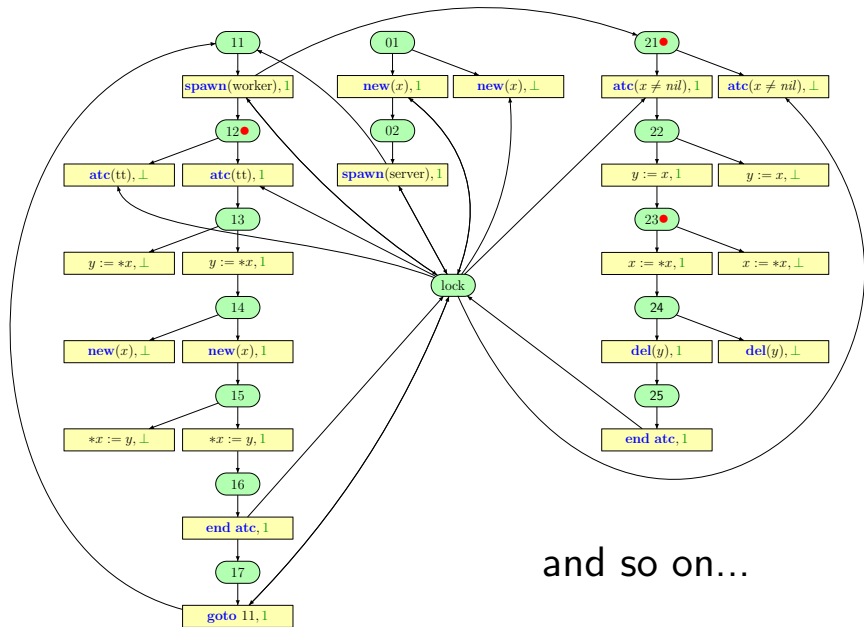 11 01 21
spawn(worker), 1 new(x), 1 new(x), ⊥ atc(x ≠ nil), 1 atc(x ≠ nil), ⊥
12 02 22
atc(tt), ⊥ atc(tt), 1 spawn(server), 1 y := x, 1 y := x, ⊥
13 23
y := *x, ⊥ y := *x, 1 x := *x, 1 x := *x, ⊥
lock
14 24
new(x), ⊥ new(x), 1 del(y), 1 del(y), ⊥
15 25
*x := y, ⊥ *x := y, 1 end atc, 1
16
end atc, 1
and so on...
17
goto 11, 1